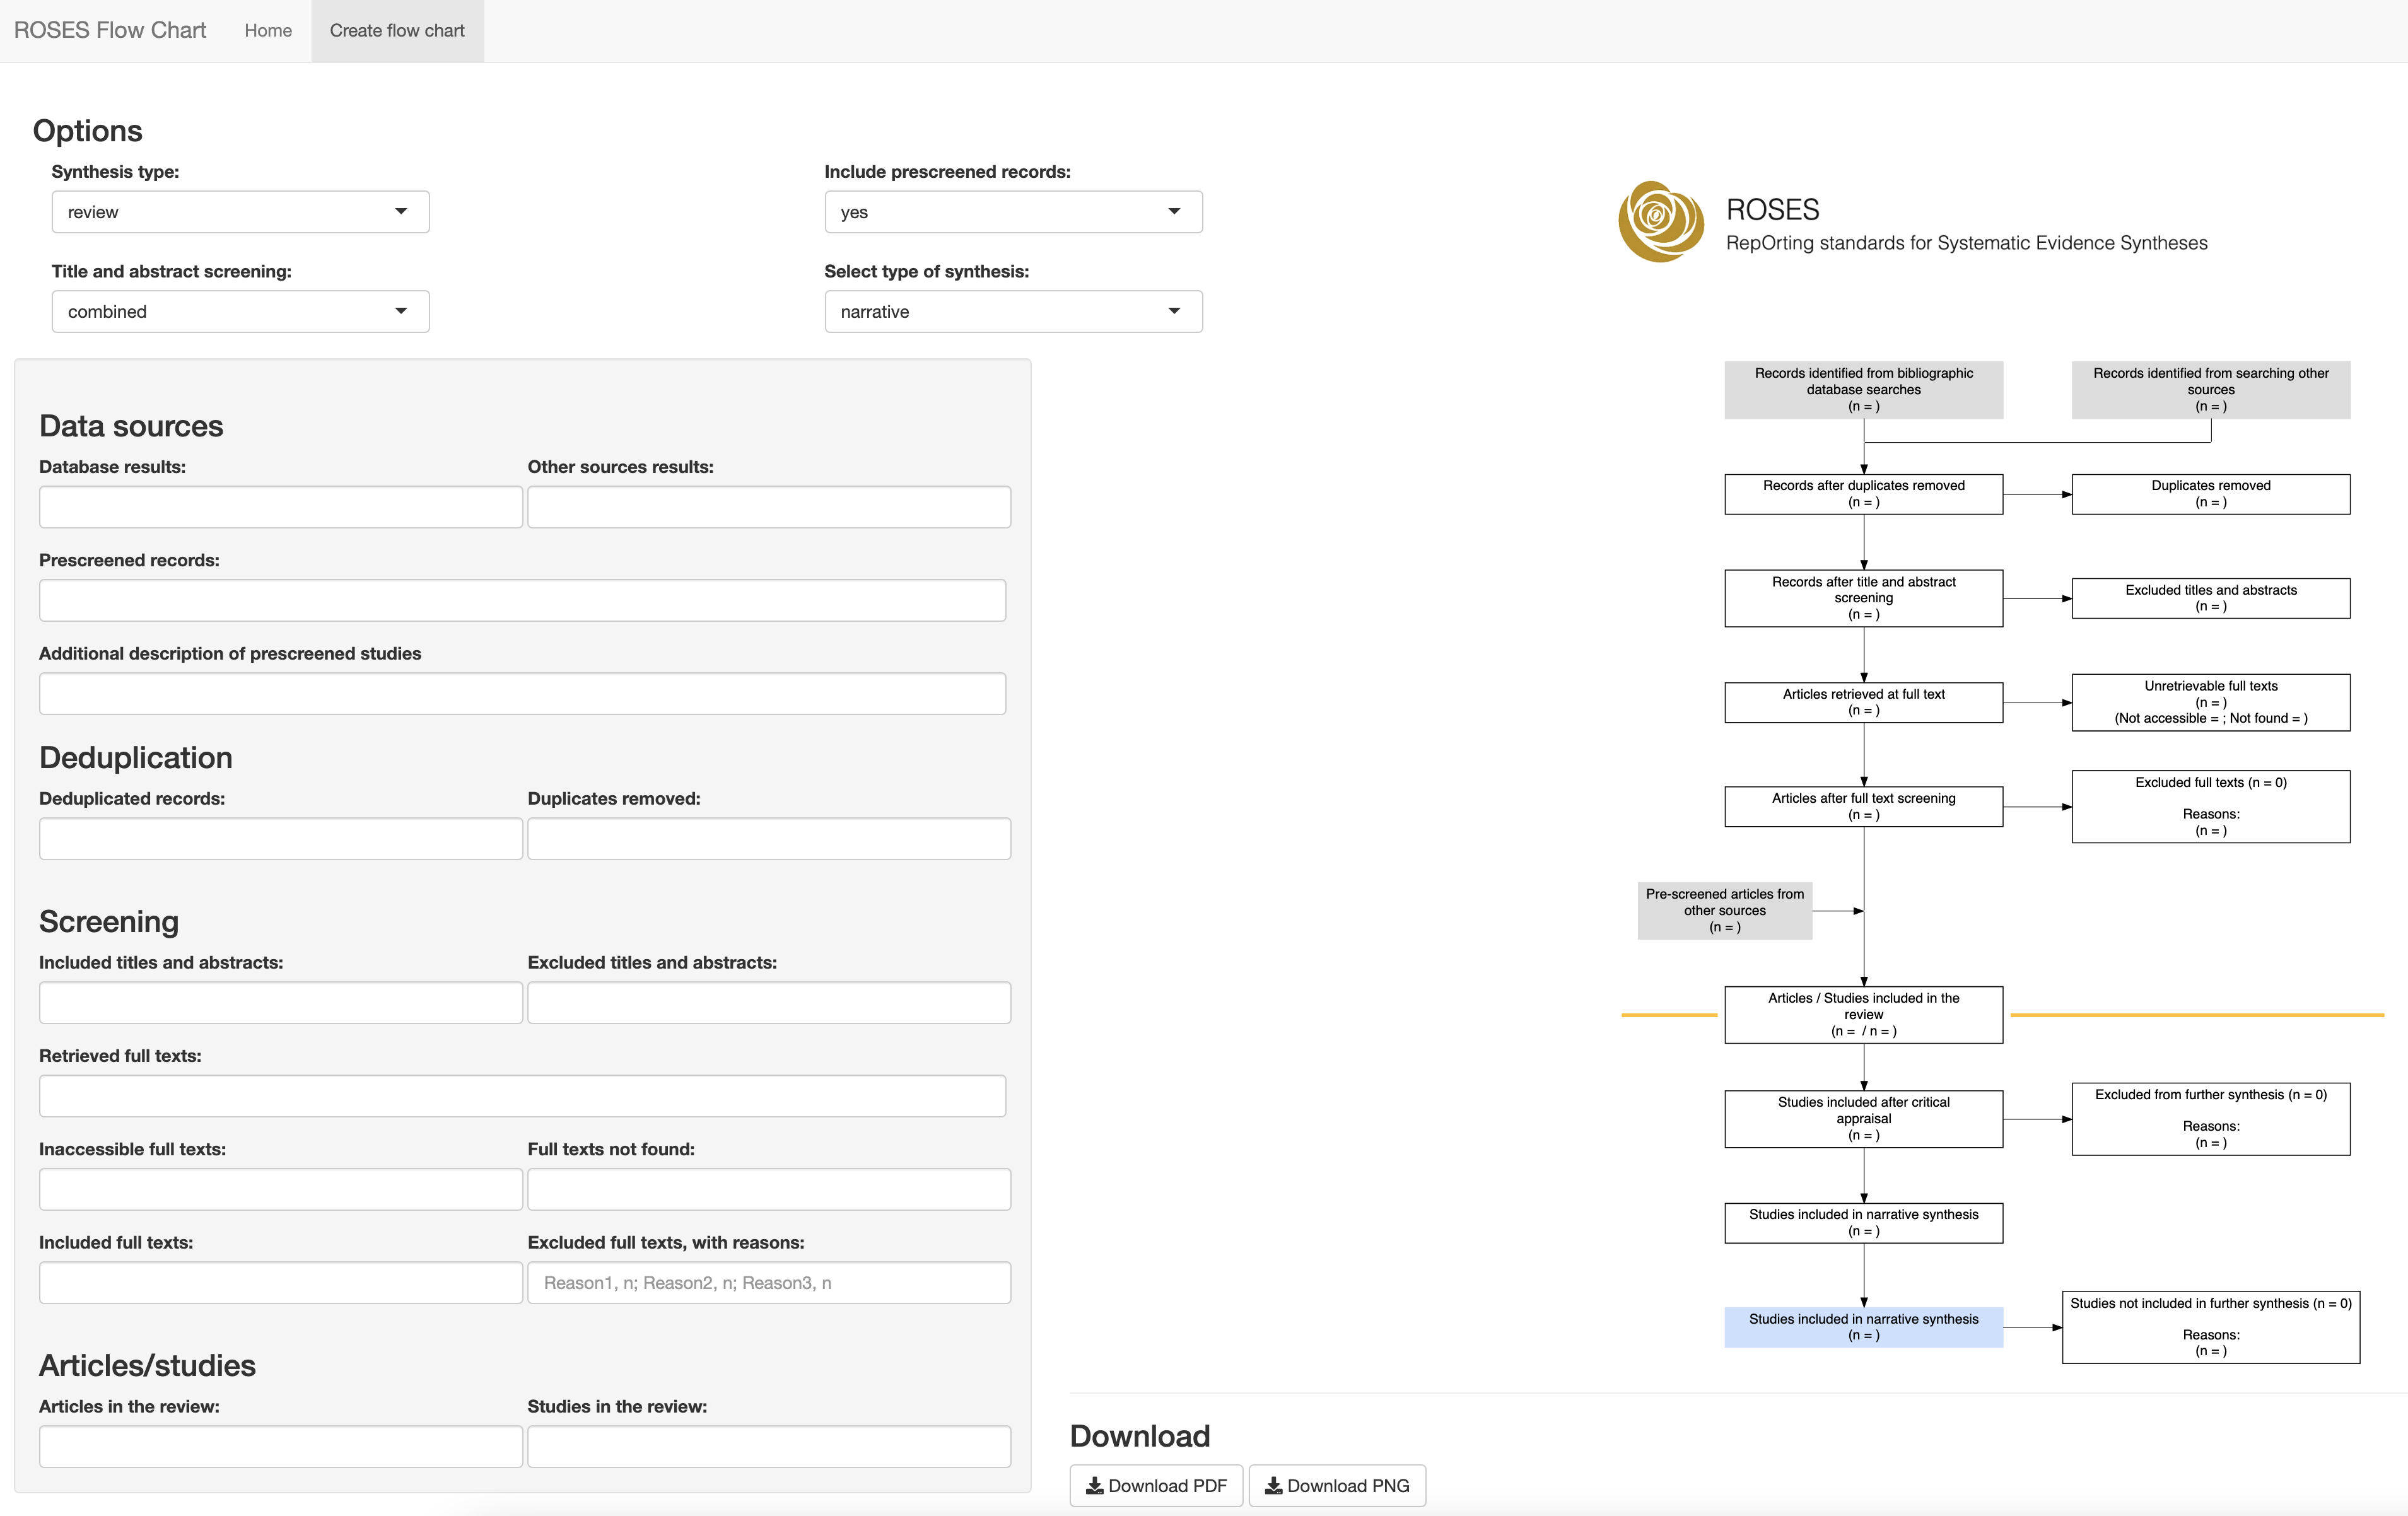 ROSES Flow Chart
Home
Create flow chart
Options
Synthesis type:
Include prescreened records:
review
yes
Title and abstract screening:
Select type of synthesis:
combined
narrative
Data sources
Database results:
Other sources results:
Prescreened records:
Additional description of prescreened studies
Deduplication
Deduplicated records:
Duplicates removed:
Screening
Included titles and abstracts:
Excluded titles and abstracts:
Retrieved full texts:
Inaccessible full texts:
Full texts not found:
Included full texts:
Excluded full texts, with reasons:
Reason1, n; Reason2, n; Reason3, n
Articles/studies
Articles in the review:
Studies in the review:
ROSES
RepOrting standards for Systematic Evidence Syntheses
Records identified from bibliographic
database searches
(n = )
Records identified from searching other
sources
(n = )
Records after duplicates removed
(n = )
Duplicates removed
(n = )
Records after title and abstract
screening
(n = )
Excluded titles and abstracts
(n = )
Articles retrieved at full text
(n = )
Unretrievable full texts
(n = )
(Not accessible = ; Not found = )
Articles after full text screening
(n = )
Excluded full texts (n = 0)
Reasons:
(n = )
Pre-screened articles from
other sources
(n = )
Articles / Studies included in the
review
(n =  / n = )
Studies included after critical
appraisal
(n = )
Excluded from further synthesis (n = 0)
Reasons:
(n = )
Studies included in narrative synthesis
(n = )
Studies included in narrative synthesis
(n = )
Studies not included in further synthesis (n = 0)
Reasons:
(n = )
Download
Download PDF
Download PNG